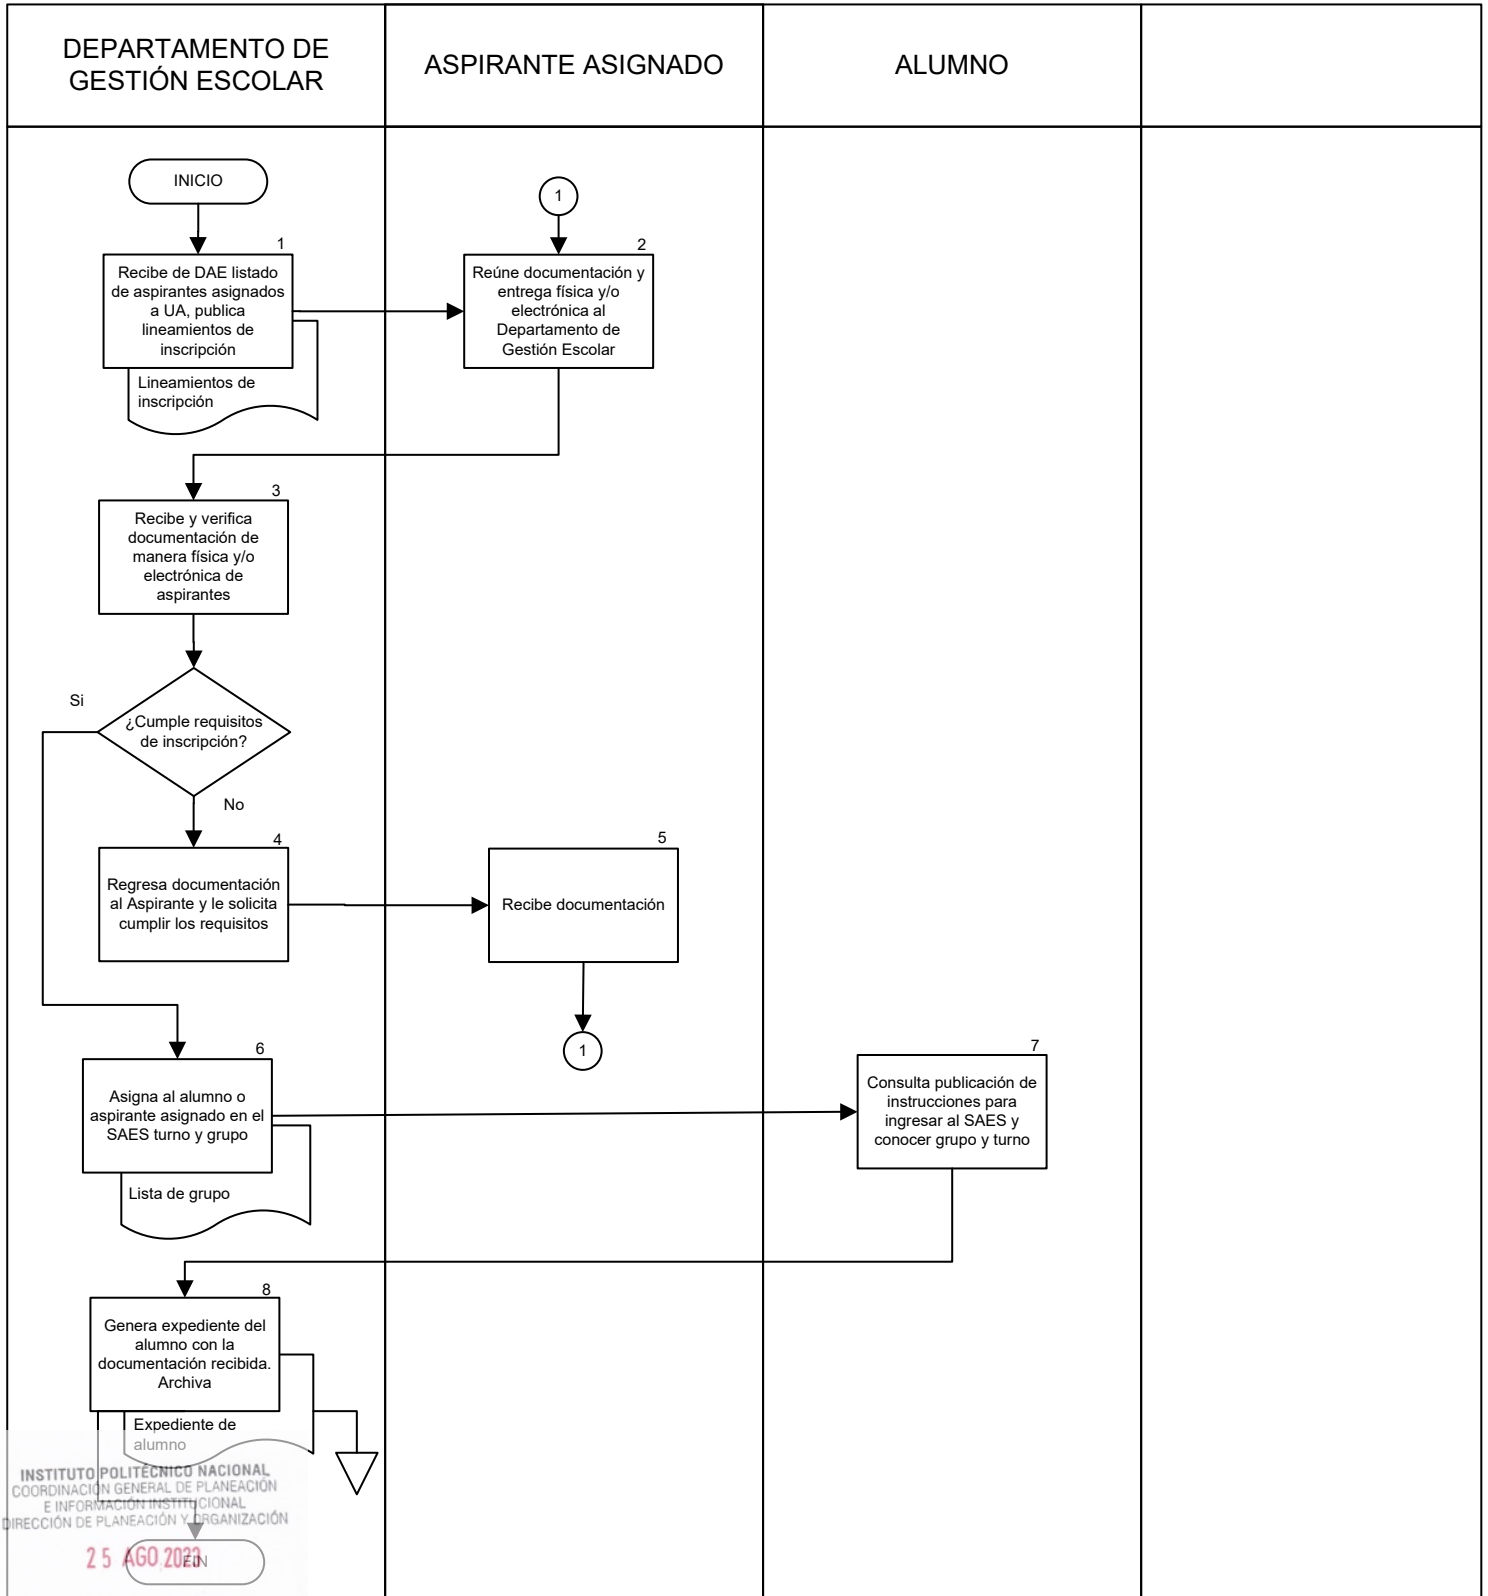 DEPARTAMENTO DE
GESTIÓN ESCOLAR
ASPIRANTE ASIGNADO
ALUMNO
INICIO
1
1
Recibe de DAE listado
de aspirantes asignados
a UA, publica
lineamientos de
inscripción
Lineamientos de
inscripción
2
Reúne documentación y
entrega física y/o
electrónica al
Departamento de
Gestión Escolar
3
Recibe y verifica
documentación de
manera física y/o
electrónica de
aspirantes
Si
¿Cumple requisitos
de inscripción?
No
4
Regresa documentación
al Aspirante y le solicita
cumplir los requisitos
5
Recibe documentación
1
6
Asigna al alumno o
aspirante asignado en el
SAES turno y grupo
Lista de grupo
7
Consulta publicación de
instrucciones para
ingresar al SAES y
conocer grupo y turno
8
Genera expediente del
alumno con la
documentación recibida.
Archiva
Expediente de
alumno
INSTITUTO POLITÉCNICO NACIONAL
COORDINACIÓN GENERAL DE PLANEACIÓN
E INFORMACIÓN INSTITUCIONAL
DIRECCIÓN DE PLANEACIÓN Y ORGANIZACIÓN
25 AGO 
FIN